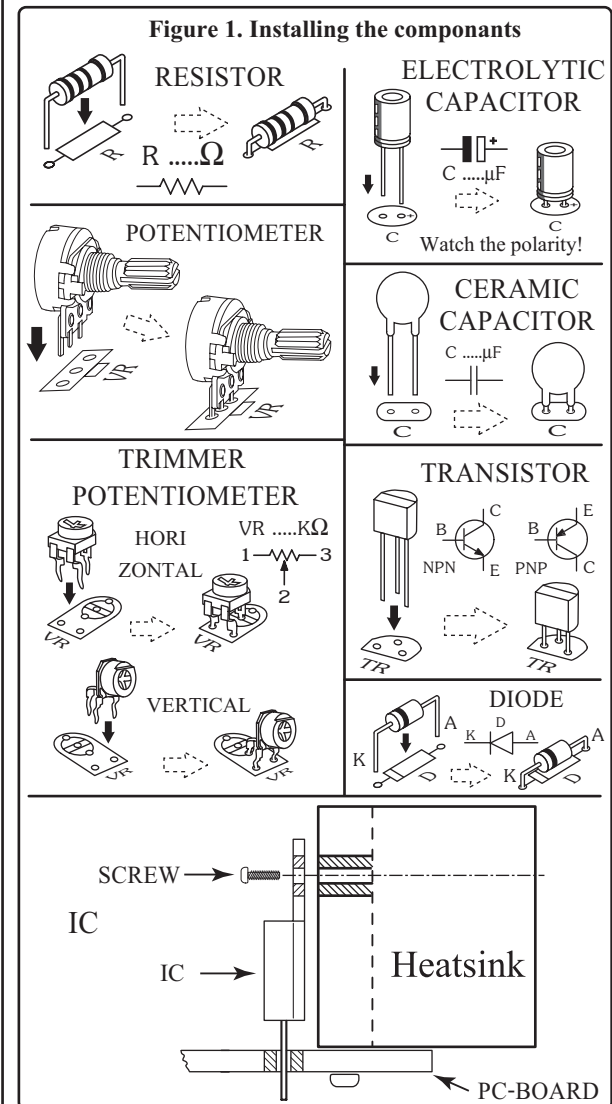 Figure 1. Installing the componants
RESISTOR
R
R .....Ω
R
ELECTROLYTIC
CAPACITOR
+
C .....µF
+
C
+
C
Watch the polarity!
POTENTIOMETER
VR
VR
CERAMIC
CAPACITOR
C .....µF
C
C
TRIMMER
POTENTIOMETER
HORI
ZONTAL
VR .....KΩ
1
3
2
VR
VR
VERTICAL
VR
VR
TRANSISTOR
B
C
E
NPN
B
E
C
PNP
TR
TR
DIODE
A
K
D
D
K
A
A
K
D
SCREW
IC
IC
Heatsink
PC-BOARD